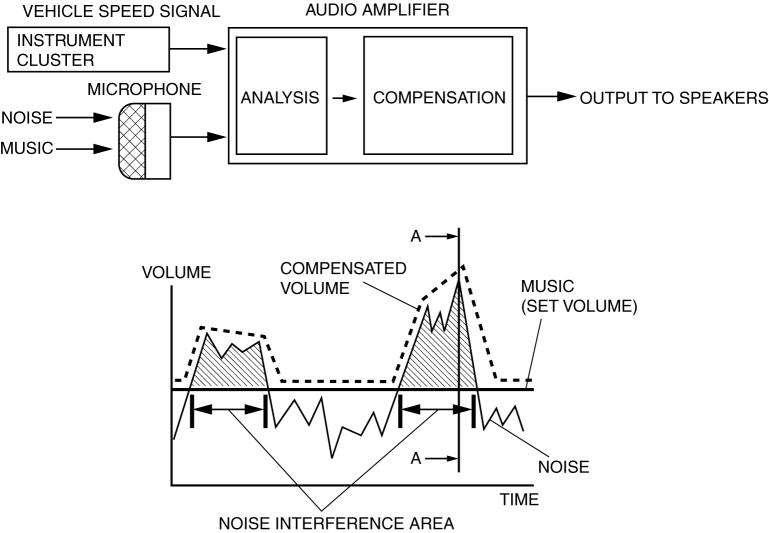 VEHICLE SPEED SIGNAL
AUDIO AMPLIFIER
INSTRUMENT
CLUSTER
MICROPHONE
ANALYSIS
COMPENSATION
OUTPUT TO SPEAKERS
NOISE
MUSIC
A
VOLUME
COMPENSATED
VOLUME
MUSIC
(SET VOLUME)
A
NOISE
TIME
NOISE INTERFERENCE AREA